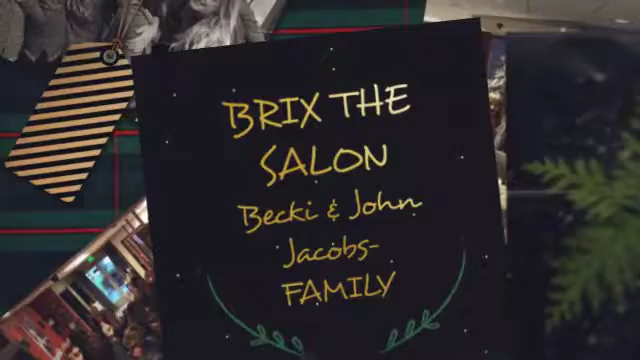 BRIX THE
SALON
Becki & John
Jacobs-
FAMILY